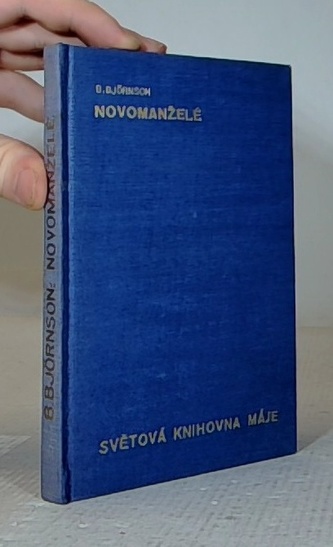 B. BJÖRNSON
NOVOMANŽELÉ
SVĚTOVÁ KNIHOVNA MÁJE
B. BJÖRNSON: NOVOMANŽELÉ